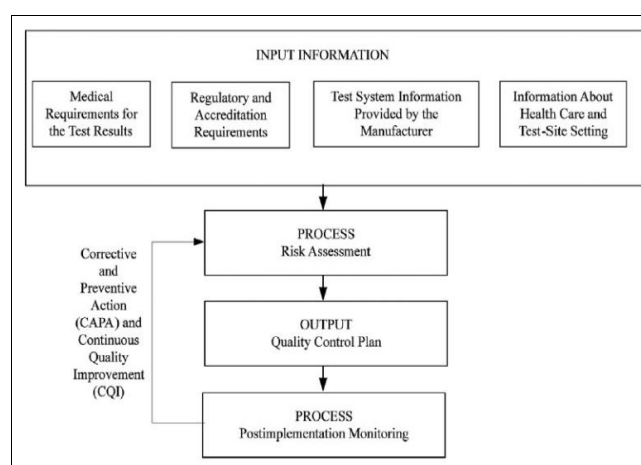 INPUT INFORMATION
Medical
Requirements for
the Test Results
Regulatory and
Accreditation
Requirements
Test System Information
Provided by the
Manufacturer
Information About
Health Care and
Test-Site Setting
PROCESS
Risk Assessment
Corrective
and
Preventive
Action
(CAPA) and
Continuous
Quality
Improvement
(CQI)
OUTPUT
Quality Control Plan
PROCESS
Postimplementation Monitoring